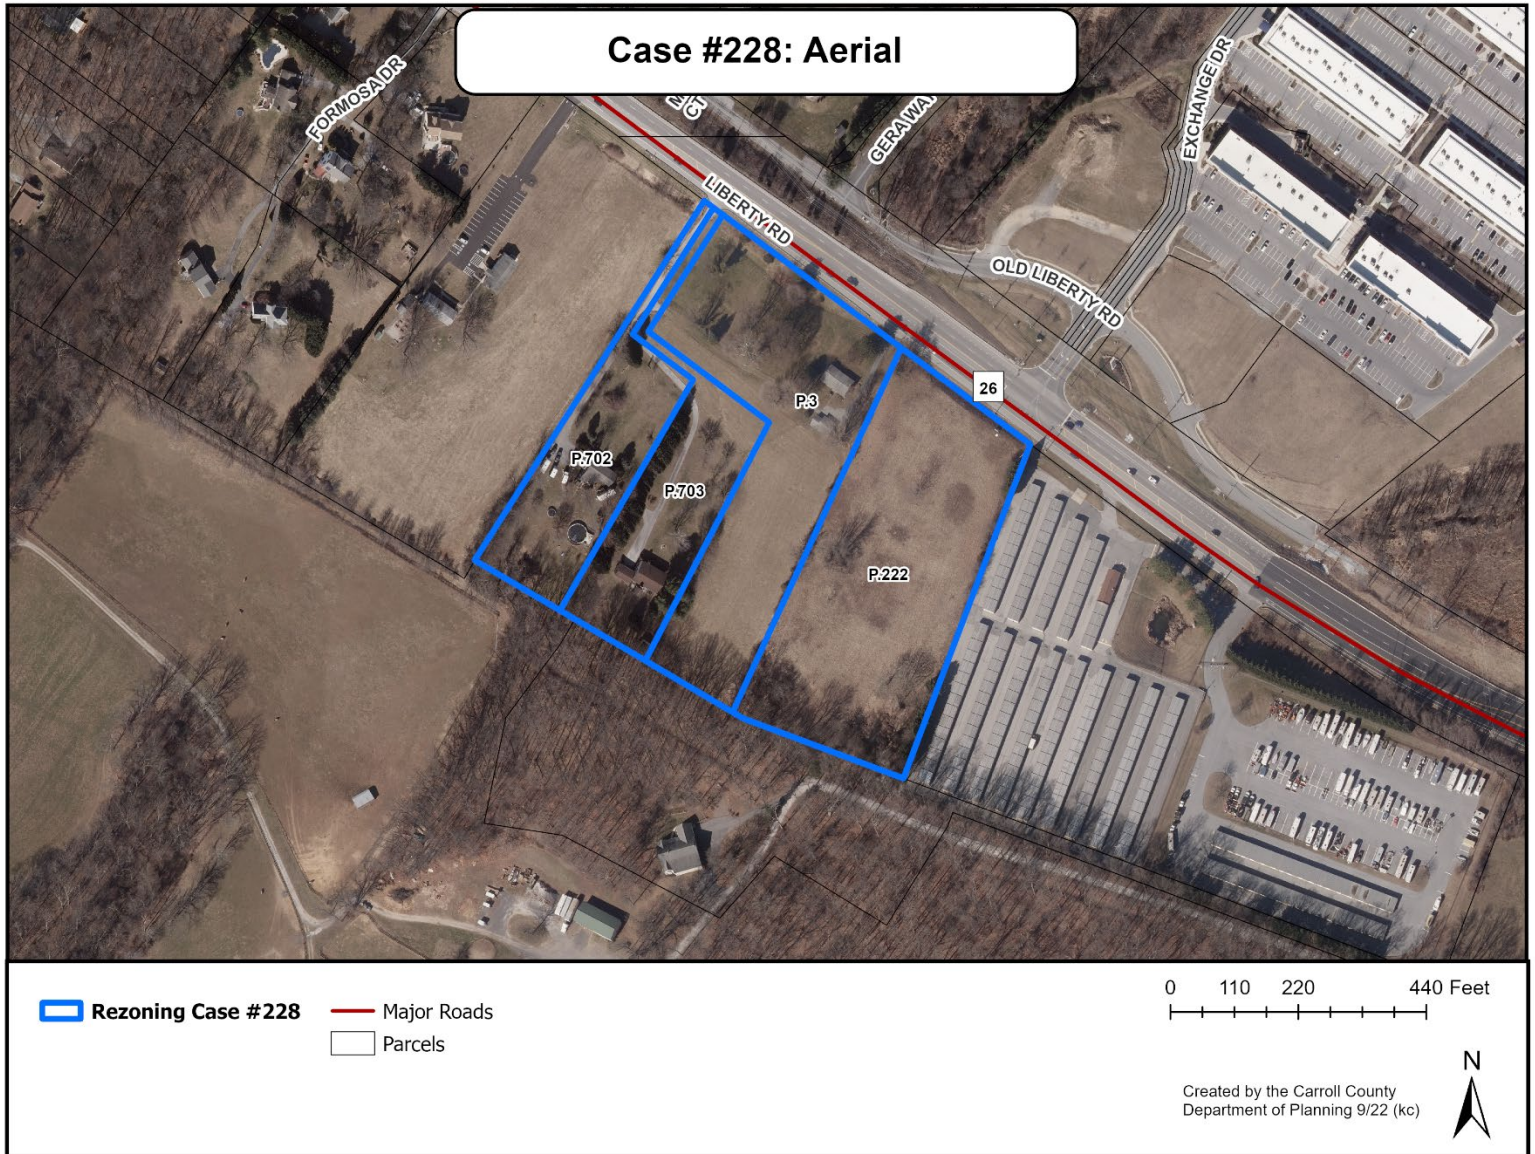 Case #228: Aerial
FORMOSA DR
CT
GERA WAY
EXCHANGE DR
LIBERTY RD
OLD LIBERTY RD
26
P.3
P.702
P.703
P.222
Rezoning Case #228
Major Roads
Parcels
0 110 220 440 Feet
N
Created by the Carroll County
Department of Planning 9/22 (kc)